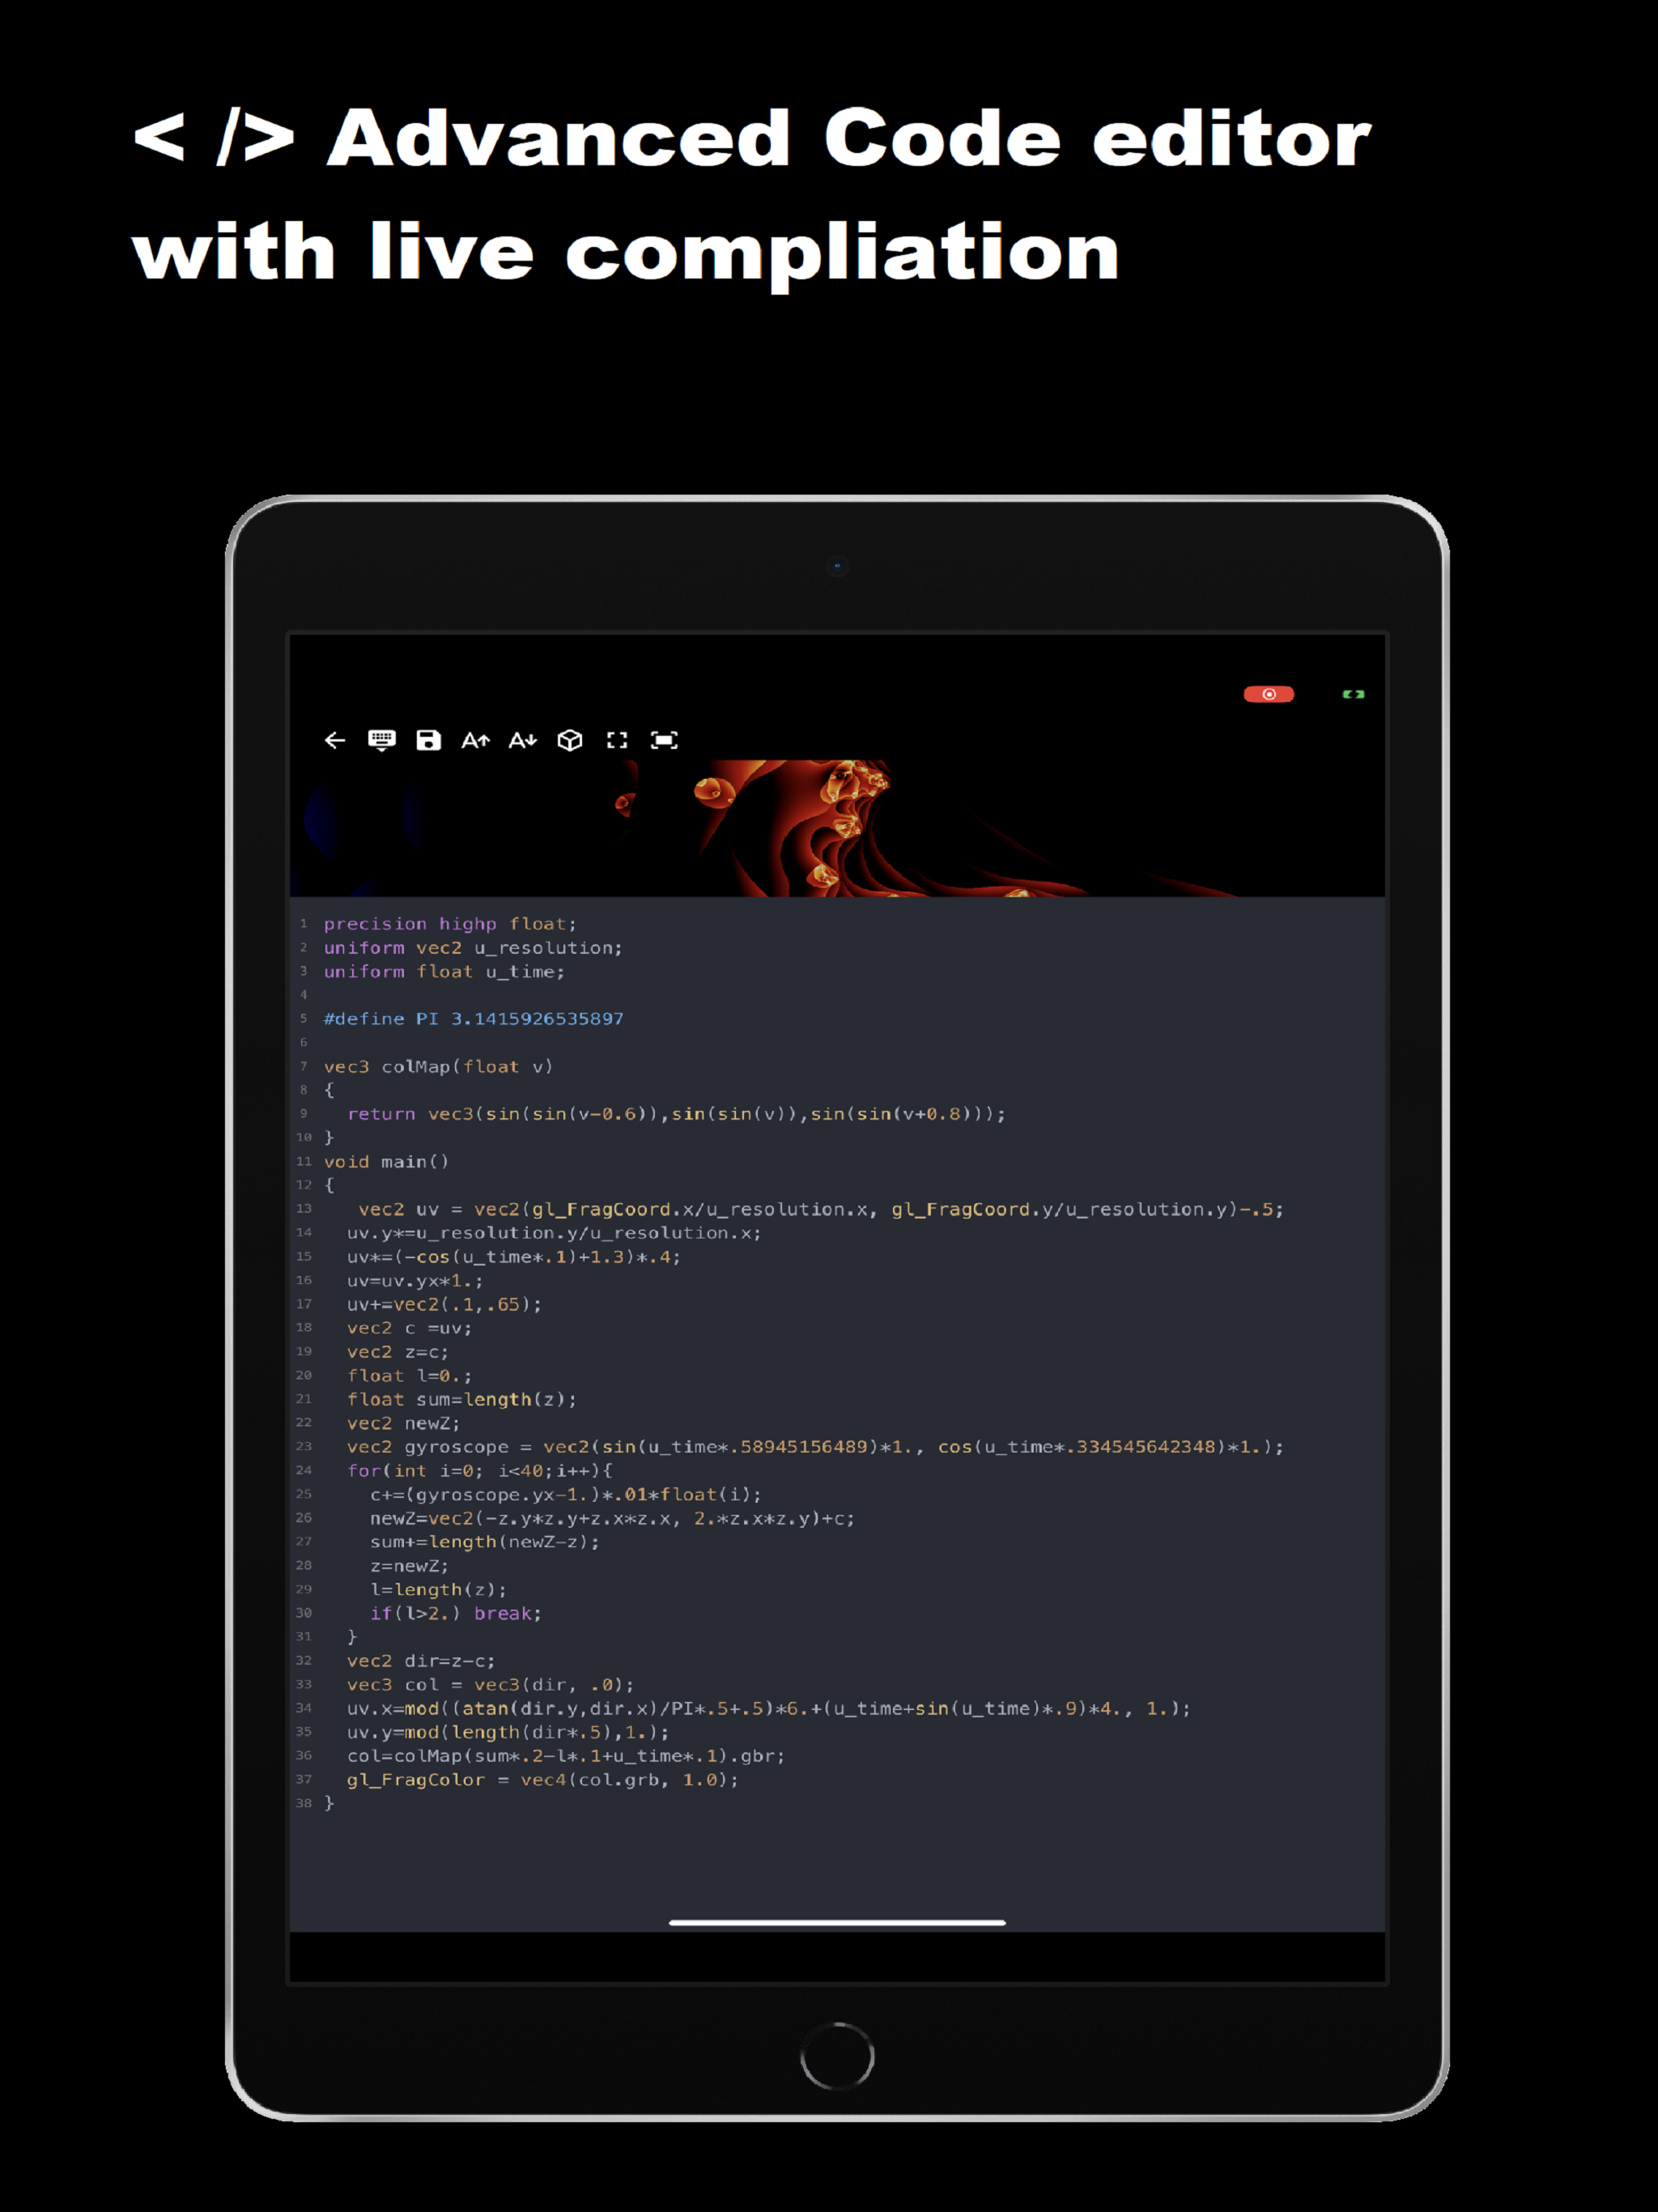 < /> Advanced Code editor
with live compliation
A A
1 precision highp float;
2 uniform vec2 u_resolution;
3 uniform float u_time;
4
5 #define PI 3.1415926535897
6
7 vec3 colMap(float v)
8 {
9   return vec3(sin(sin(v-0.6)),sin(sin(v)),sin(sin(v+0.8)));
10 }
11 void main()
12 {
13    vec2 uv = vec2(gl_FragCoord.x/u_resolution.x, gl_FragCoord.y/u_resolution.y)-.5;
14   uv.y*=u_resolution.y/u_resolution.x;
15   uv*=(-cos(u_time*.1)+1.3)*.4;
16   uv=uv.yx*1.;
17   uv+=vec2(.1,.65);
18   vec2 c =uv;
19   vec2 z=c;
20   float l=0.;
21   float sum=length(z);
22   vec2 newZ;
23   vec2 gyroscope = vec2(sin(u_time*.58945156489)*1., cos(u_time*.334545642348)*1.);
24   for(int i=0; i<40;i++){
25     c+=(gyroscope.yx-1.)*.01*float(i);
26     newZ=vec2(-z.y*z.y+z.x*z.x, 2.*z.x*z.y)+c;
27     sum+=length(newZ-z);
28     z=newZ;
29     l=length(z);
30     if(l>2.) break;
31   }
32   vec2 dir=z-c;
33   vec3 col = vec3(dir, .0);
34   uv.x=mod((atan(dir.y,dir.x)/PI*.5+.5)*6.+(u_time+sin(u_time)*.9)*4., 1.);
35   uv.y=mod(length(dir*.5),1.);
36   col=colMap(sum*.2-l*.1+u_time*.1).gbr;
37   gl_FragColor = vec4(col.grb, 1.0);
38 }